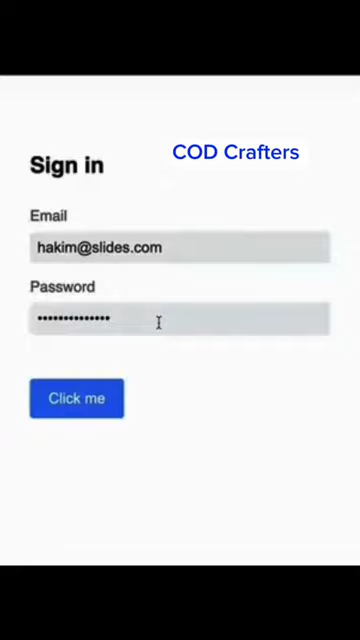 COD Crafters
Sign in
Email
hakim@slides.com
Password
••••••••••••••
Click me